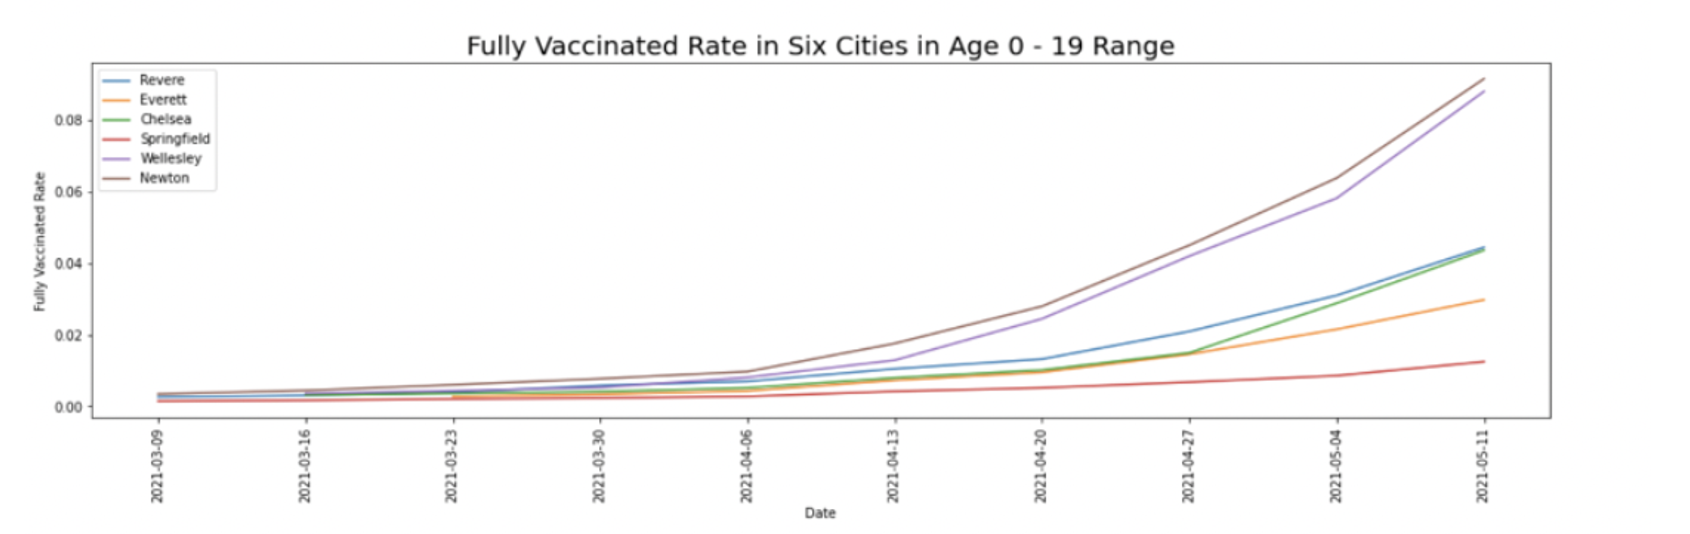 Fully Vaccinated Rate in Six Cities in Age 0 - 19 Range
Revere
Everett
Chelsea
Springfield
Wellesley
Newton
Fully Vaccinated Rate
0.08
0.06
0.04
0.02
0.00
2021-03-09
2021-03-16
2021-03-23
2021-03-30
2021-04-06
2021-04-13
2021-04-20
2021-04-27
2021-05-04
2021-05-11
Date